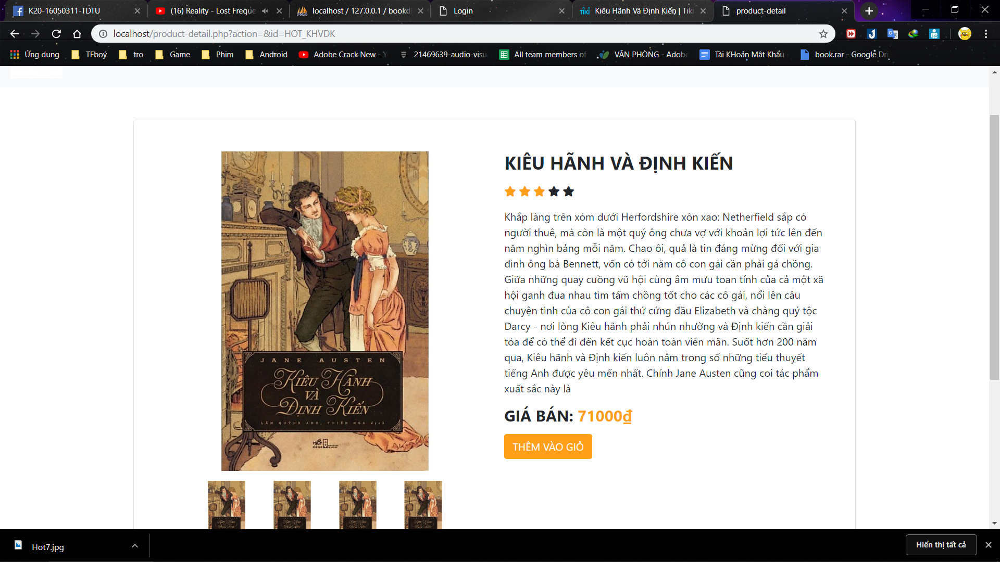 K20-16050311-TDTU
(16) Reality - Lost Freque
localhost / 127.0.0.1 / bookd
Login
TIKI
Kiêu Hãnh Và Định Kiến | Tiki
product-detail
localhost/product-detail.php?action=&id=HOT_KHVDK
Ứng dụng
TFboy
tro
Game
Phim
Android
Adobe Crack New - Y
21469639-audio-visu
All team members of
VĂN PHÒNG - Adobe
Tài KHoản Mật Khẩu
book.rar - Google Dri
KIÊU HÃNH VÀ ĐỊNH KIẾN
Khắp làng trên xóm dưới Herfordshire xôn xao: Netherfield sắp có
người thuê, mà còn là một quý ông chưa vợ với khoản lợi tức lên đến
năm nghìn bảng mỗi năm. Chao ôi, quả là tin đáng mừng đối với gia
đình ông bà Bennett, vốn có tới năm cô con gái cần phải gả chồng.
Giữa những quay cuồng vũ hội cùng âm mưu toan tính của cả một xã
hội ganh đua nhau tìm tấm chồng tốt cho các cô gái, nổi lên câu
chuyện tình của cô con gái thứ cứng đầu Elizabeth và chàng quý tộc
Darcy - nơi lòng Kiêu hãnh phải nhún nhường và Định kiến cần giải
tỏa để có thể đi đến kết cục hoàn toàn viên mãn. Suốt hơn 200 năm
qua, Kiêu hãnh và Định kiến luôn nằm trong số những tiểu thuyết
tiếng Anh được yêu mến nhất. Chính Jane Austen cũng coi tác phẩm
xuất sắc này là
GIÁ BÁN: 71000₫
THÊM VÀO GIỎ
JANE AUSTEN
KIÊU HÃNH
VÀ
ĐỊNH KIẾN
LÂM QUỲNH ANH, THIÊN NGA dịch
Hot7.jpg
Hiển thị tất cả